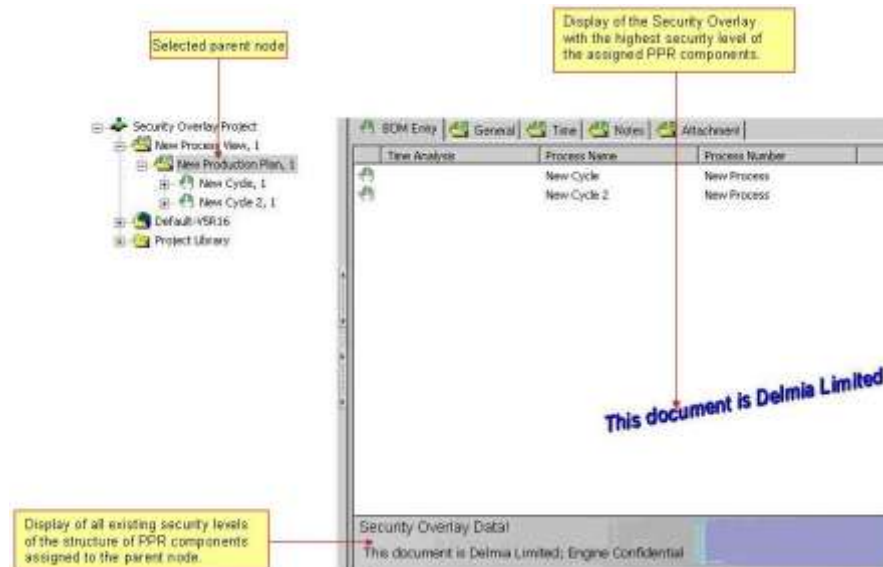 Display of the Security Overlay
with the highest security level of
the assigned PPR components.
Selected parent node
Security Overlay Project
New Process View, 1
New Production Plan, 1
New Cycle, 1
New Cycle 2, 1
Default-V5R16
Project Library
BOM Entry General Time Notes Attachment
Time Analysis Process Name Process Number
New Cycle New Process
New Cycle 2 New Process
This document is Delmia Limited
Display of all existing security levels
of the structure of PPR components
assigned to the parent node.
Security Overlay Data!
This document is Delmia Limited; Engine Confidential